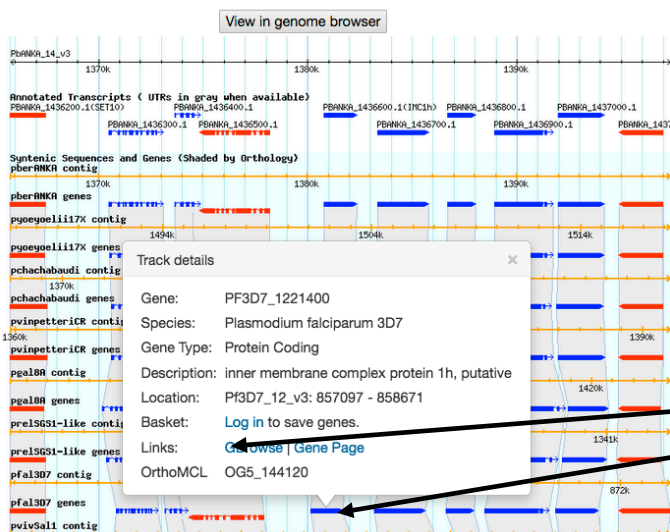 View in genome browser
PbANKA_14_v3
1370k 1380k 1390k
Annotated Transcripts ( UTRs in gray when available)
PBANKA_1436200.1(SET10) PBANKA_1436400.1 PBANKA_1436600.1(IMC1h) PBANKA_1436800.1 PBANKA_1437000.1
PBANKA_1436300.1 PBANKA_1436500.1 PBANKA_1436700.1 PBANKA_1436900.1 PBANKA_1437
Syntenic Sequences and Genes (Shaded by Orthology)
pberANKA contig
1370k 1380k 1390k
pberANKA genes
pyoeyoelii17X contig
1494k 1504k 1514k
pyoeyoelii17X genes
Track details ×
pchachabaudi contig
1370k
Gene: PF3D7_1221400
pchachabaudi genes
Species: Plasmodium falciparum 3D7
pvinpetteriCR contig
1360k 1390k
Gene Type: Protein Coding
pvinpetteriCR genes
Description: inner membrane complex protein 1h, putative
pgal8A contig
1420k
Location: Pf3D7_12_v3: 857097 - 858671
pgal8A genes
Basket: Log in to save genes.
prelSGS1-like contig
1341k
Links: GBrowse | Gene Page
prelSGS1-like genes
OrthoMCL OG5_144120
pfal3D7 contig
872k
pfal3D7 genes
pvivSal1 contig